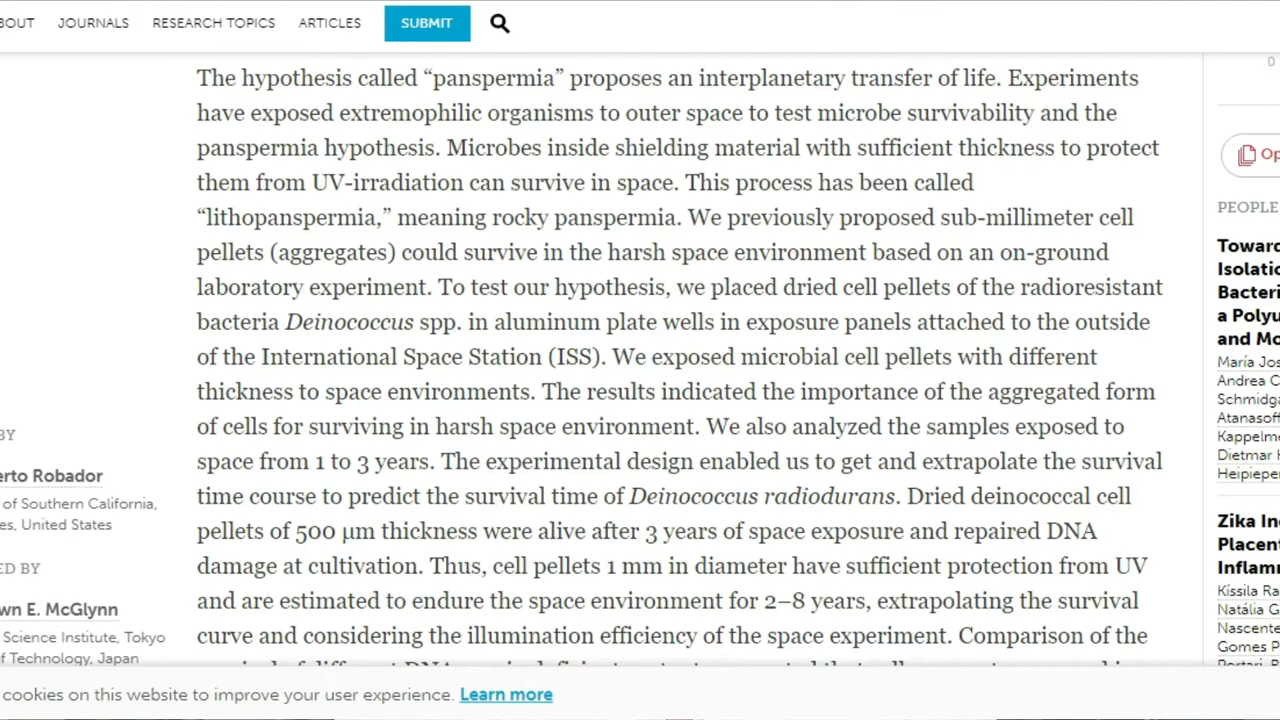 BOUT JOURNALS RESEARCH TOPICS ARTICLES SUBMIT
The hypothesis called “panspermia” proposes an interplanetary transfer of life. Experiments
have exposed extremophilic organisms to outer space to test microbe survivability and the
panspermia hypothesis. Microbes inside shielding material with sufficient thickness to protect
them from UV-irradiation can survive in space. This process has been called
“lithopanspermia,” meaning rocky panspermia. We previously proposed sub-millimeter cell
pellets (aggregates) could survive in the harsh space environment based on an on-ground
laboratory experiment. To test our hypothesis, we placed dried cell pellets of the radioresistant
bacteria Deinococcus spp. in aluminum plate wells in exposure panels attached to the outside
of the International Space Station (ISS). We exposed microbial cell pellets with different
thickness to space environments. The results indicated the importance of the aggregated form
of cells for surviving in harsh space environment. We also analyzed the samples exposed to
space from 1 to 3 years. The experimental design enabled us to get and extrapolate the survival
time course to predict the survival time of Deinococcus radiodurans. Dried deinococcal cell
pellets of 500 μm thickness were alive after 3 years of space exposure and repaired DNA
damage at cultivation. Thus, cell pellets 1 mm in diameter have sufficient protection from UV
and are estimated to endure the space environment for 2–8 years, extrapolating the survival
curve and considering the illumination efficiency of the space experiment. Comparison of the
BY
erto Robador
of Southern California,
es, United States
ED BY
wn E. McGlynn
Science Institute, Tokyo
of Technology, Japan
0
Op
PEOPLE
Toward
Isolatio
Bacteri
a Polyu
and Mo
María Jos
Andrea C
Schmidga
Atanasoff
Kappelme
Dietmar H
Heipieper
Zika In
Placent
Inflamm
Kíssila Ra
Natália G
Nascente
Gomes P
cookies on this website to improve your user experience. Learn more